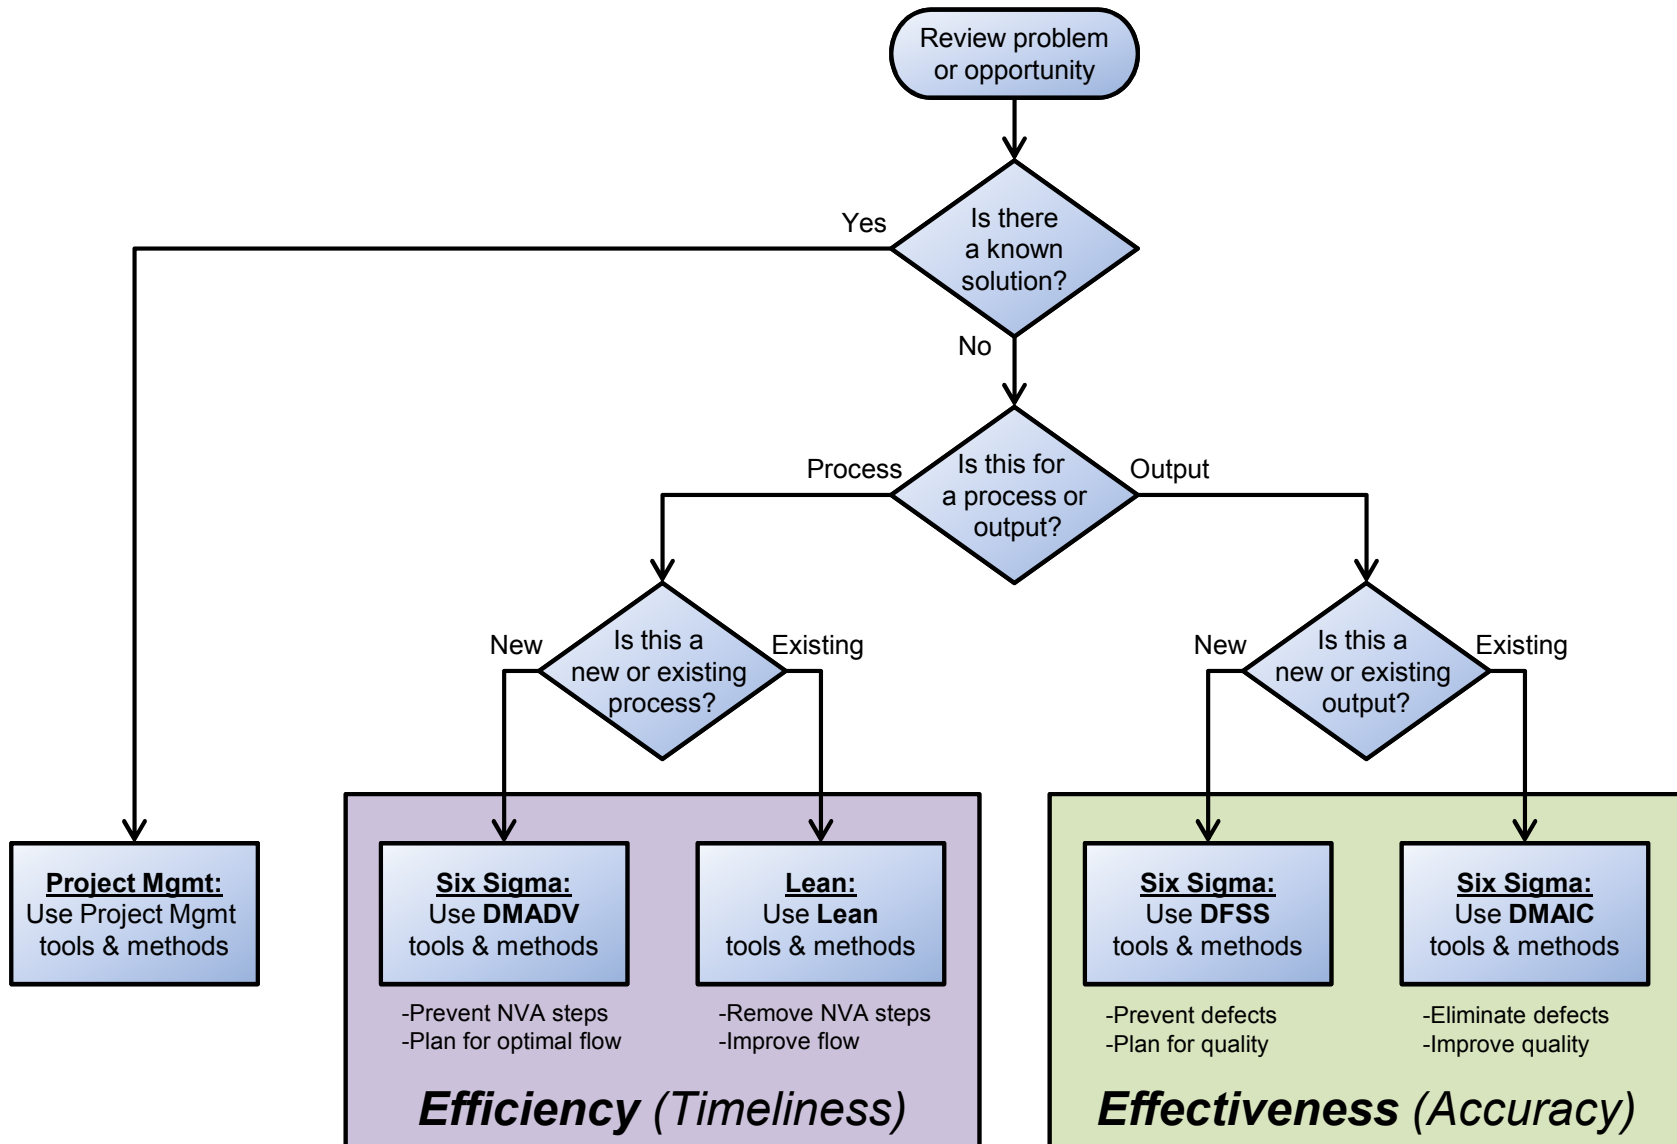 Review problem
or opportunity
Is there
a known
solution?
Yes
No
Is this for
a process or
output?
Process
Output
Is this a
new or existing
process?
New
Existing
Is this a
new or existing
output?
New
Existing
Project Mgmt:
Use Project Mgmt
tools & methods
Six Sigma:
Use DMADV
tools & methods
Lean:
Use Lean
tools & methods
Six Sigma:
Use DFSS
tools & methods
Six Sigma:
Use DMAIC
tools & methods
-Prevent NVA steps
-Plan for optimal flow
-Remove NVA steps
-Improve flow
-Prevent defects
-Plan for quality
-Eliminate defects
-Improve quality
Efficiency (Timeliness)
Effectiveness (Accuracy)